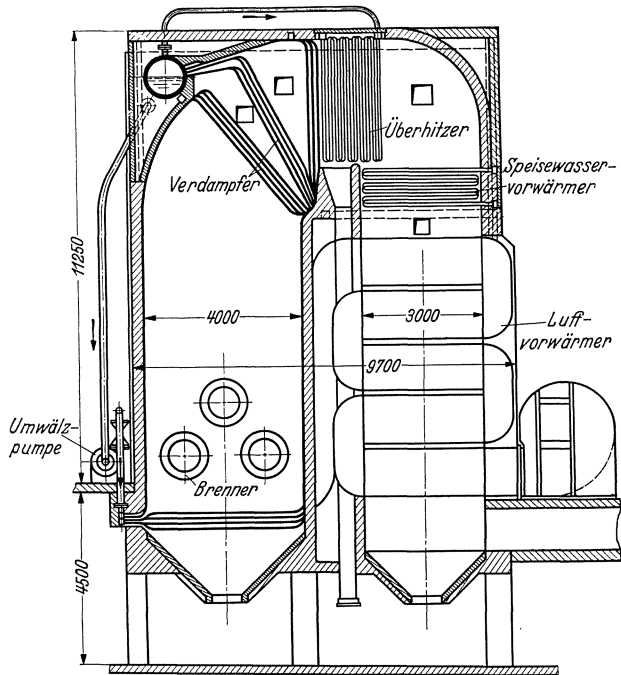 Überhitzer
Verdampfer
Speisewasser-
vorwärmer
11250
4000
3000
Luft-
vorwärmer
9700
Umwälz-
pumpe
Brenner
4500